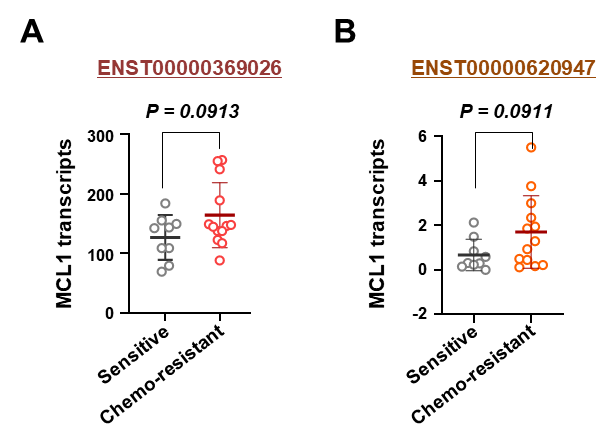 A
ENST00000369026
P = 0.0913
MCL1 transcripts
300
200
100
0
Sensitive
Chemo-resistant
B
ENST00000620947
P = 0.0911
MCL1 transcripts
6
4
2
0
-2
Sensitive
Chemo-resistant